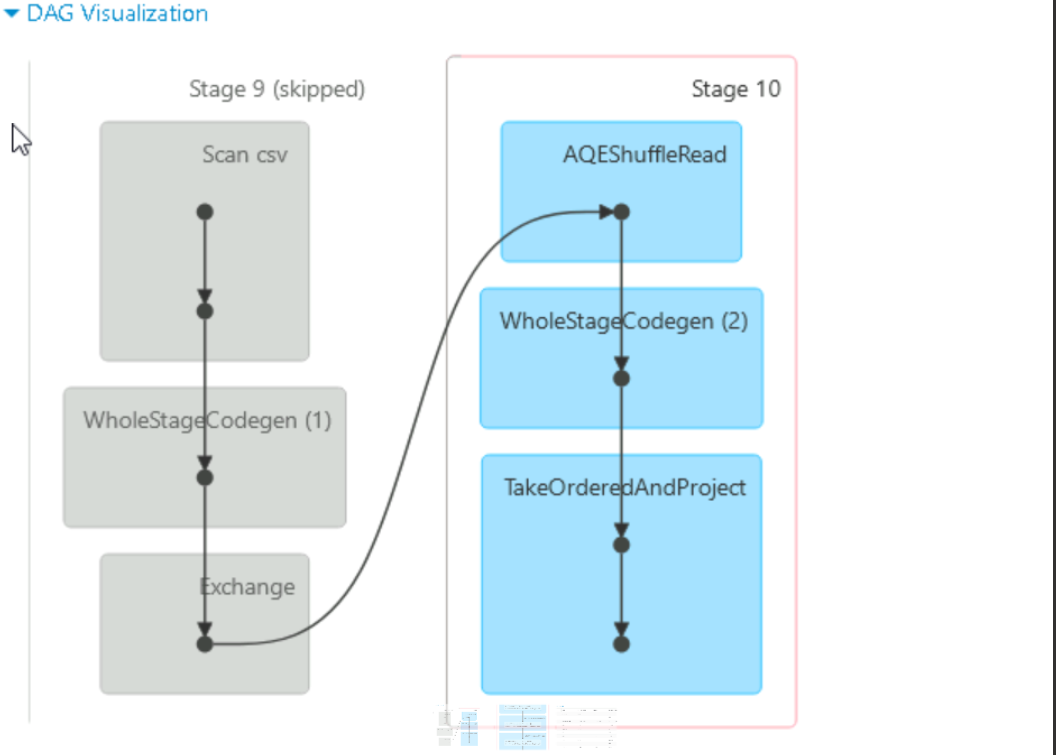 DAG Visualization
Stage 9 (skipped)
Scan csv
WholeStageCodegen (1)
Exchange
Stage 10
AQEShuffleRead
WholeStageCodegen (2)
TakeOrderedAndProject